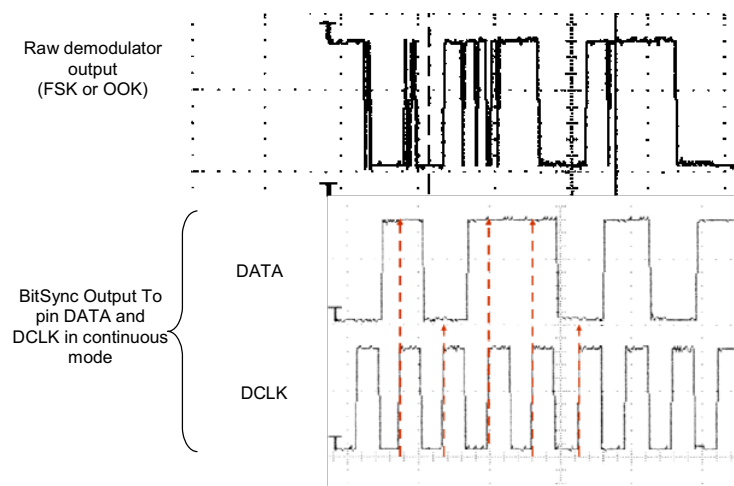 Raw demodulator
output
(FSK or OOK)
DATA
BitSync Output To
pin DATA and
DCLK in continuous
mode
DCLK